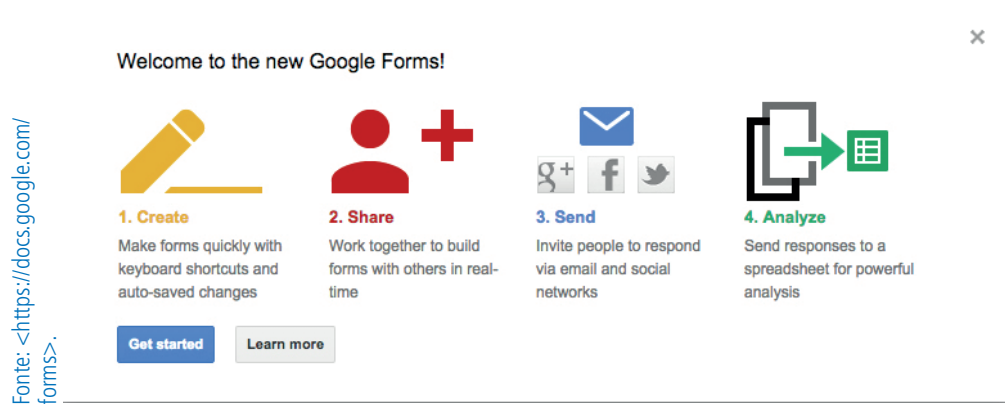 Welcome to the new Google Forms!
×
g+ f
1. Create
Make forms quickly with
keyboard shortcuts and
auto-saved changes
2. Share
Work together to build
forms with others in real-
time
3. Send
Invite people to respond
via email and social
networks
4. Analyze
Send responses to a
spreadsheet for powerful
analysis
Get started
Learn more
Fonte: <https://docs.google.com/
forms>.